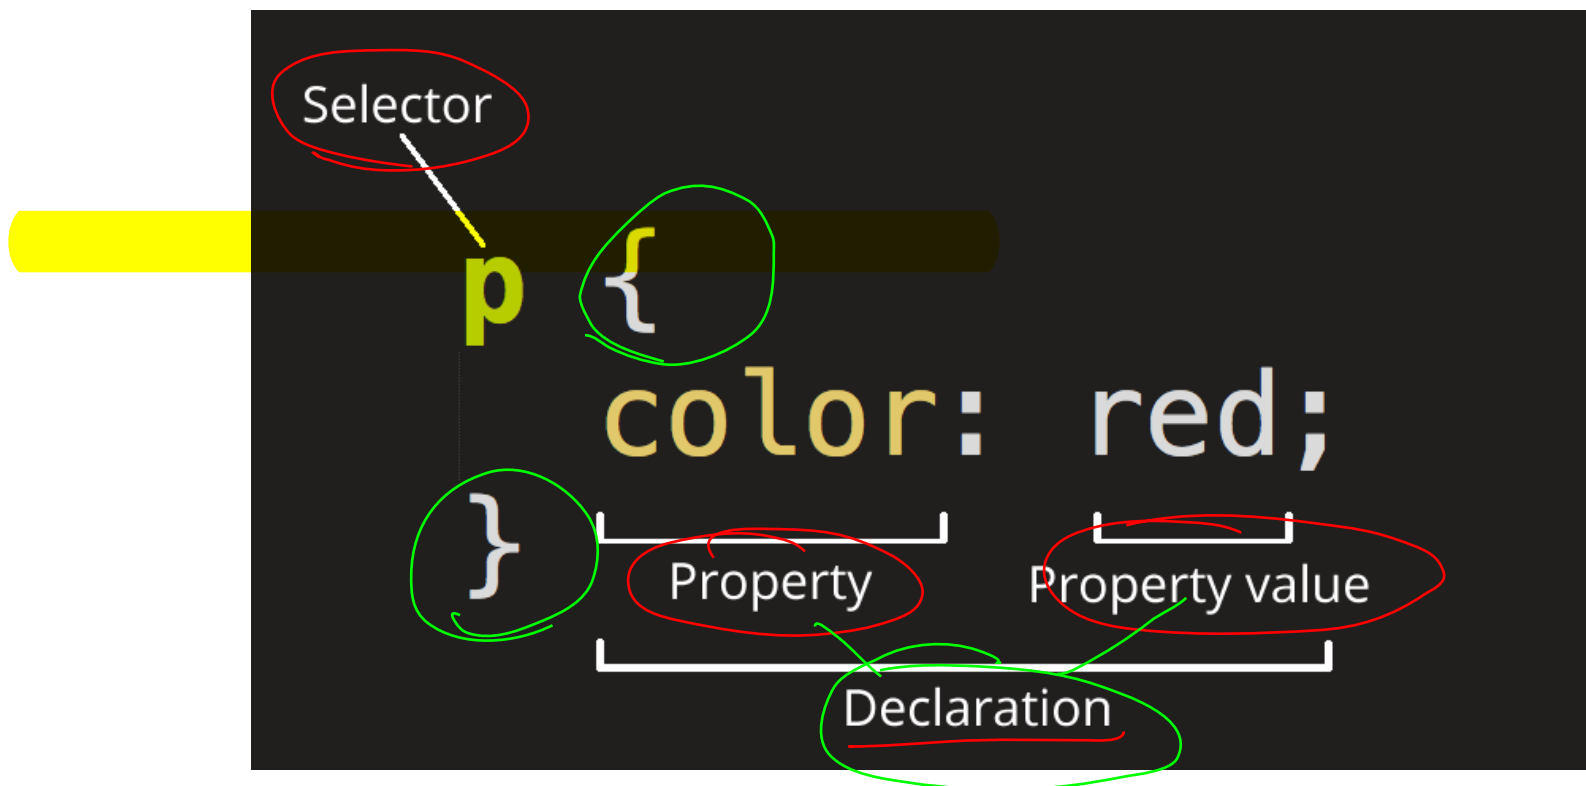 Selector
p {
color: red;
}
Property Property value
Declaration